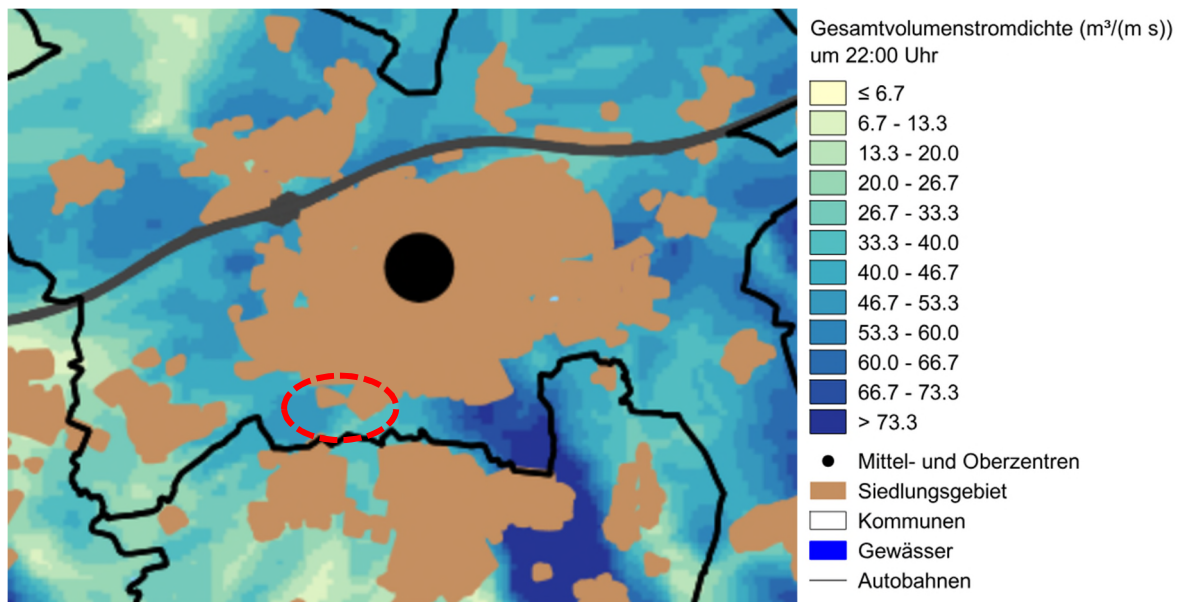 Gesamtvolumenstromdichte (m³/(m s))
um 22:00 Uhr
≤ 6.7
6.7 - 13.3
13.3 - 20.0
20.0 - 26.7
26.7 - 33.3
33.3 - 40.0
40.0 - 46.7
46.7 - 53.3
53.3 - 60.0
60.0 - 66.7
66.7 - 73.3
> 73.3
Mittel- und Oberzentren
Siedlungsgebiet
Kommunen
Gewässer
Autobahnen